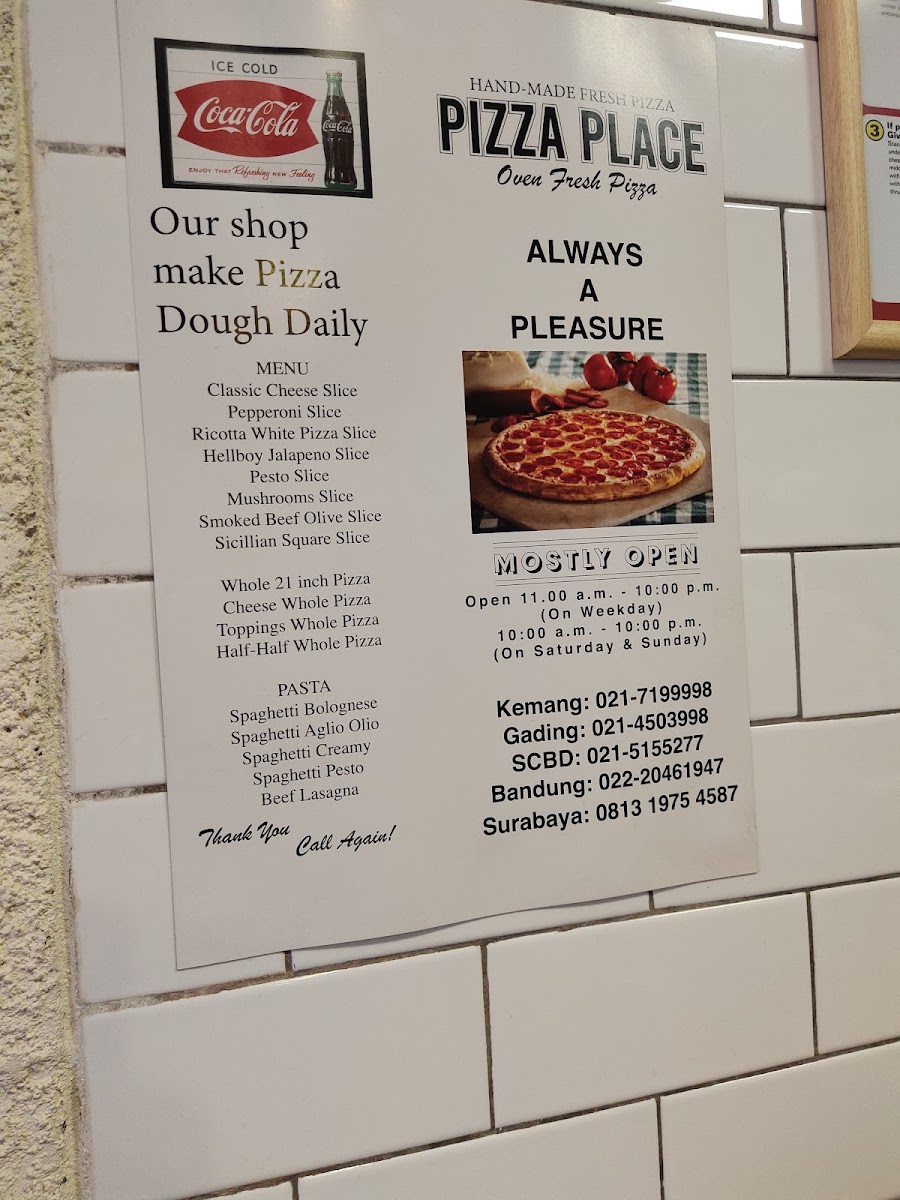 ICE COLD
Coca-Cola
Coca-Cola
ENJOY THAT Refreshing NEW Feeling
Our shop
make Pizza
Dough Daily
MENU
Classic Cheese Slice
Pepperoni Slice
Ricotta White Pizza Slice
Hellboy Jalapeno Slice
Pesto Slice
Mushrooms Slice
Smoked Beef Olive Slice
Sicillian Square Slice
Whole 21 inch Pizza
Cheese Whole Pizza
Toppings Whole Pizza
Half-Half Whole Pizza
PASTA
Spaghetti Bolognese
Spaghetti Aglio Olio
Spaghetti Creamy
Spaghetti Pesto
Beef Lasagna
Thank You
Call Again!
HAND-MADE FRESH PIZZA
PIZZA PLACE
Oven Fresh Pizza
ALWAYS
A
PLEASURE
MOSTLY OPEN
Open 11.00 a.m. - 10:00 p.m.
(On Weekday)
10:00 a.m. - 10:00 p.m.
(On Saturday & Sunday)
Kemang: 021-7199998
Gading: 021-4503998
SCBD: 021-5155277
Bandung: 022-20461947
Surabaya: 0813 1975 4587
3
If